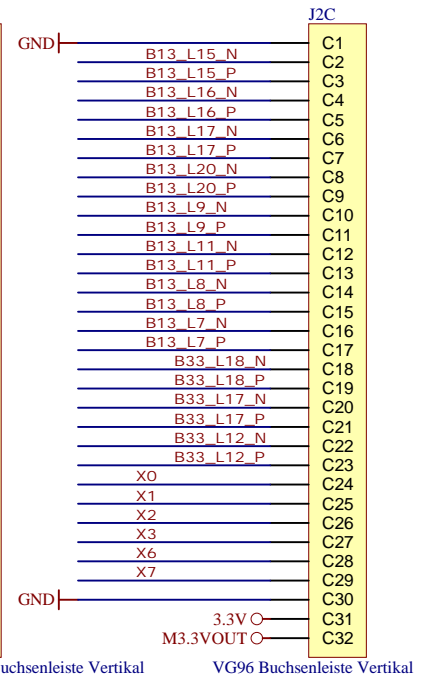 J2C
GND C1
B13_L15_N C2
B13_L15_P C3
B13_L16_N C4
B13_L16_P C5
B13_L17_N C6
B13_L17_P C7
B13_L20_N C8
B13_L20_P C9
B13_L9_N C10
B13_L9_P C11
B13_L11_N C12
B13_L11_P C13
B13_L8_N C14
B13_L8_P C15
B13_L7_N C16
B13_L7_P C17
B33_L18_N C18
B33_L18_P C19
B33_L17_N C20
B33_L17_P C21
B33_L12_N C22
B33_L12_P C23
X0 C24
X1 C25
X2 C26
X3 C27
X6 C28
X7 C29
GND C30
3.3V C31
M3.3VOUT C32
uchsenleiste Vertikal VG96 Buchsenleiste Vertikal